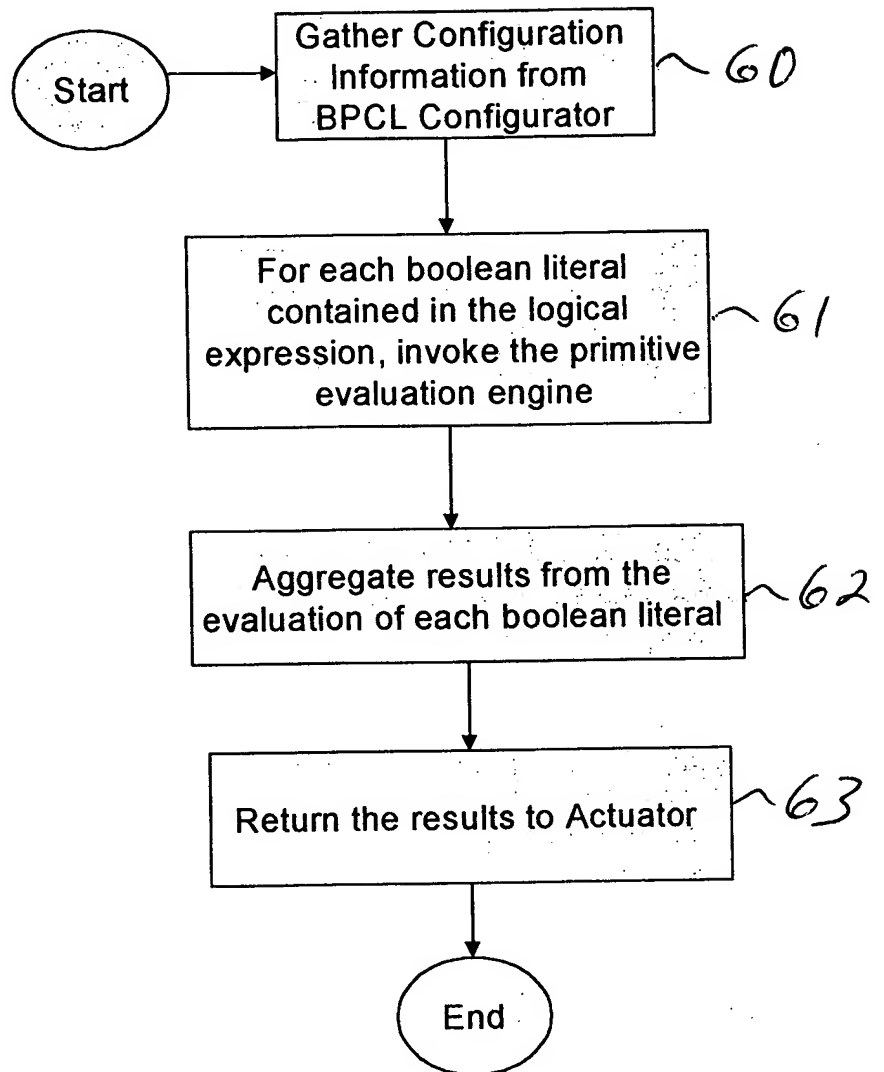 Start
Gather Configuration
Information from
BPCL Configurator
60
For each boolean literal
contained in the logical
expression, invoke the primitive
evaluation engine
61
Aggregate results from the
evaluation of each boolean literal
62
Return the results to Actuator
63
End